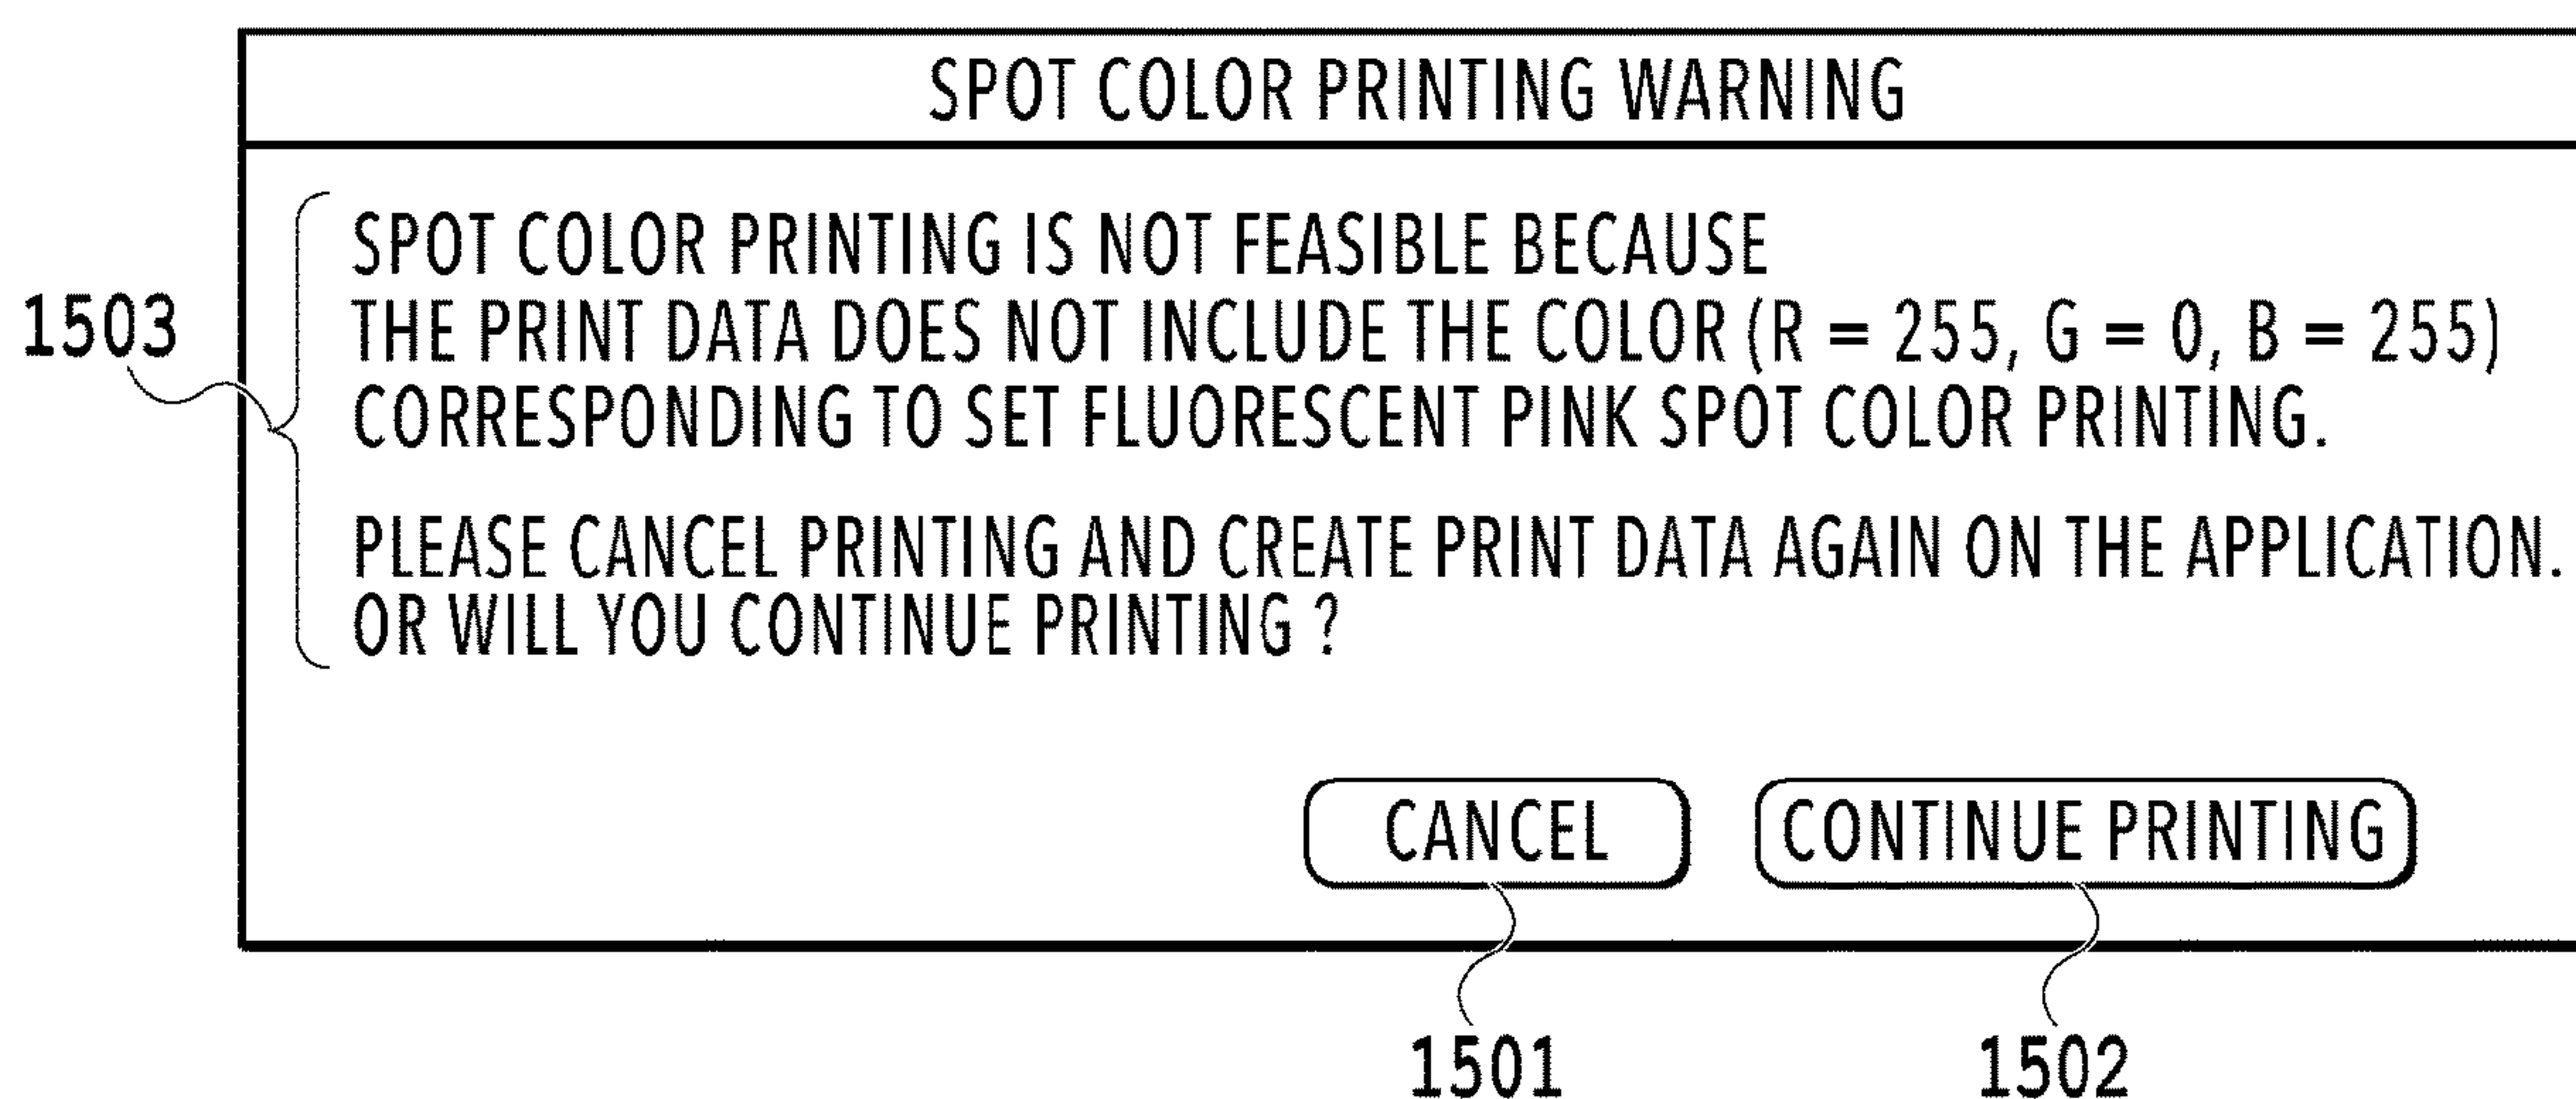 SPOT COLOR PRINTING WARNING
SPOT COLOR PRINTING IS NOT FEASIBLE BECAUSE
THE PRINT DATA DOES NOT INCLUDE THE COLOR (R = 255, G = 0, B = 255)
CORRESPONDING TO SET FLUORESCENT PINK SPOT COLOR PRINTING.
1503
PLEASE CANCEL PRINTING AND CREATE PRINT DATA AGAIN ON THE APPLICATION.
OR WILL YOU CONTINUE PRINTING ?
CANCEL CONTINUE PRINTING
1501 1502